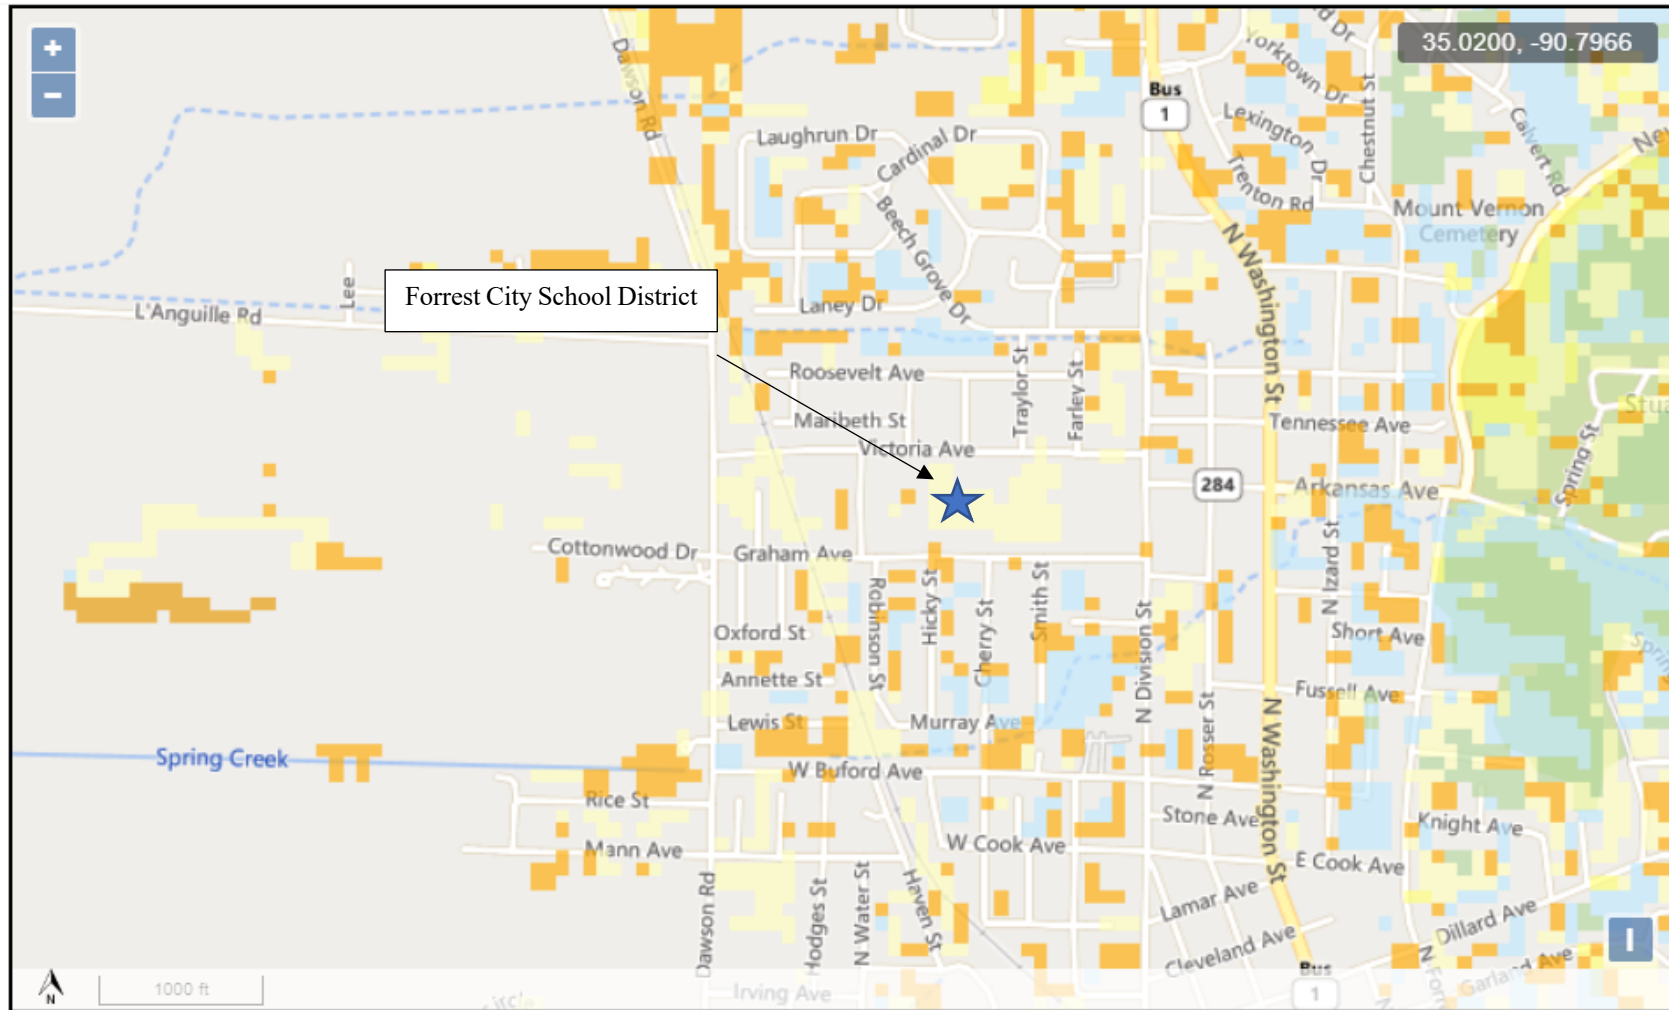 +
−
35.0200, -90.7966
Dawson Rd
Laughrun Dr
Cardinal Dr
Beech Grove Dr
Bus
1
Yorktown Dr
Lexington Dr
Trenton Rd
Chestnut St
Calvert Rd
Mount Vernon
Cemetery
N Washington St
Forrest City School District
Lee
L'Anguille Rd
Laney Dr
Roosevelt Ave
Traylor St
Farley St
Maribeth St
Victoria Ave
Tennessee Ave
284
Arkansas Ave
Spring St
Cottonwood Dr
Graham Ave
Robinson St
Hicky St
Cherry St
Smith St
N Division St
N Izard St
Oxford St
Short Ave
Annette St
Fussell Ave
Lewis St
Murray Ave
N Rosser St
N Washington St
Spring Creek
W Buford Ave
Rice St
Stone Ave
Knight Ave
Mann Ave
W Cook Ave
E Cook Ave
Dawson Rd
Hodges St
N Water St
Haven St
Lamar Ave
Dillard Ave
Cleveland Ave
Garland Ave
I
N
1000 ft
Irving Ave
Bus
1